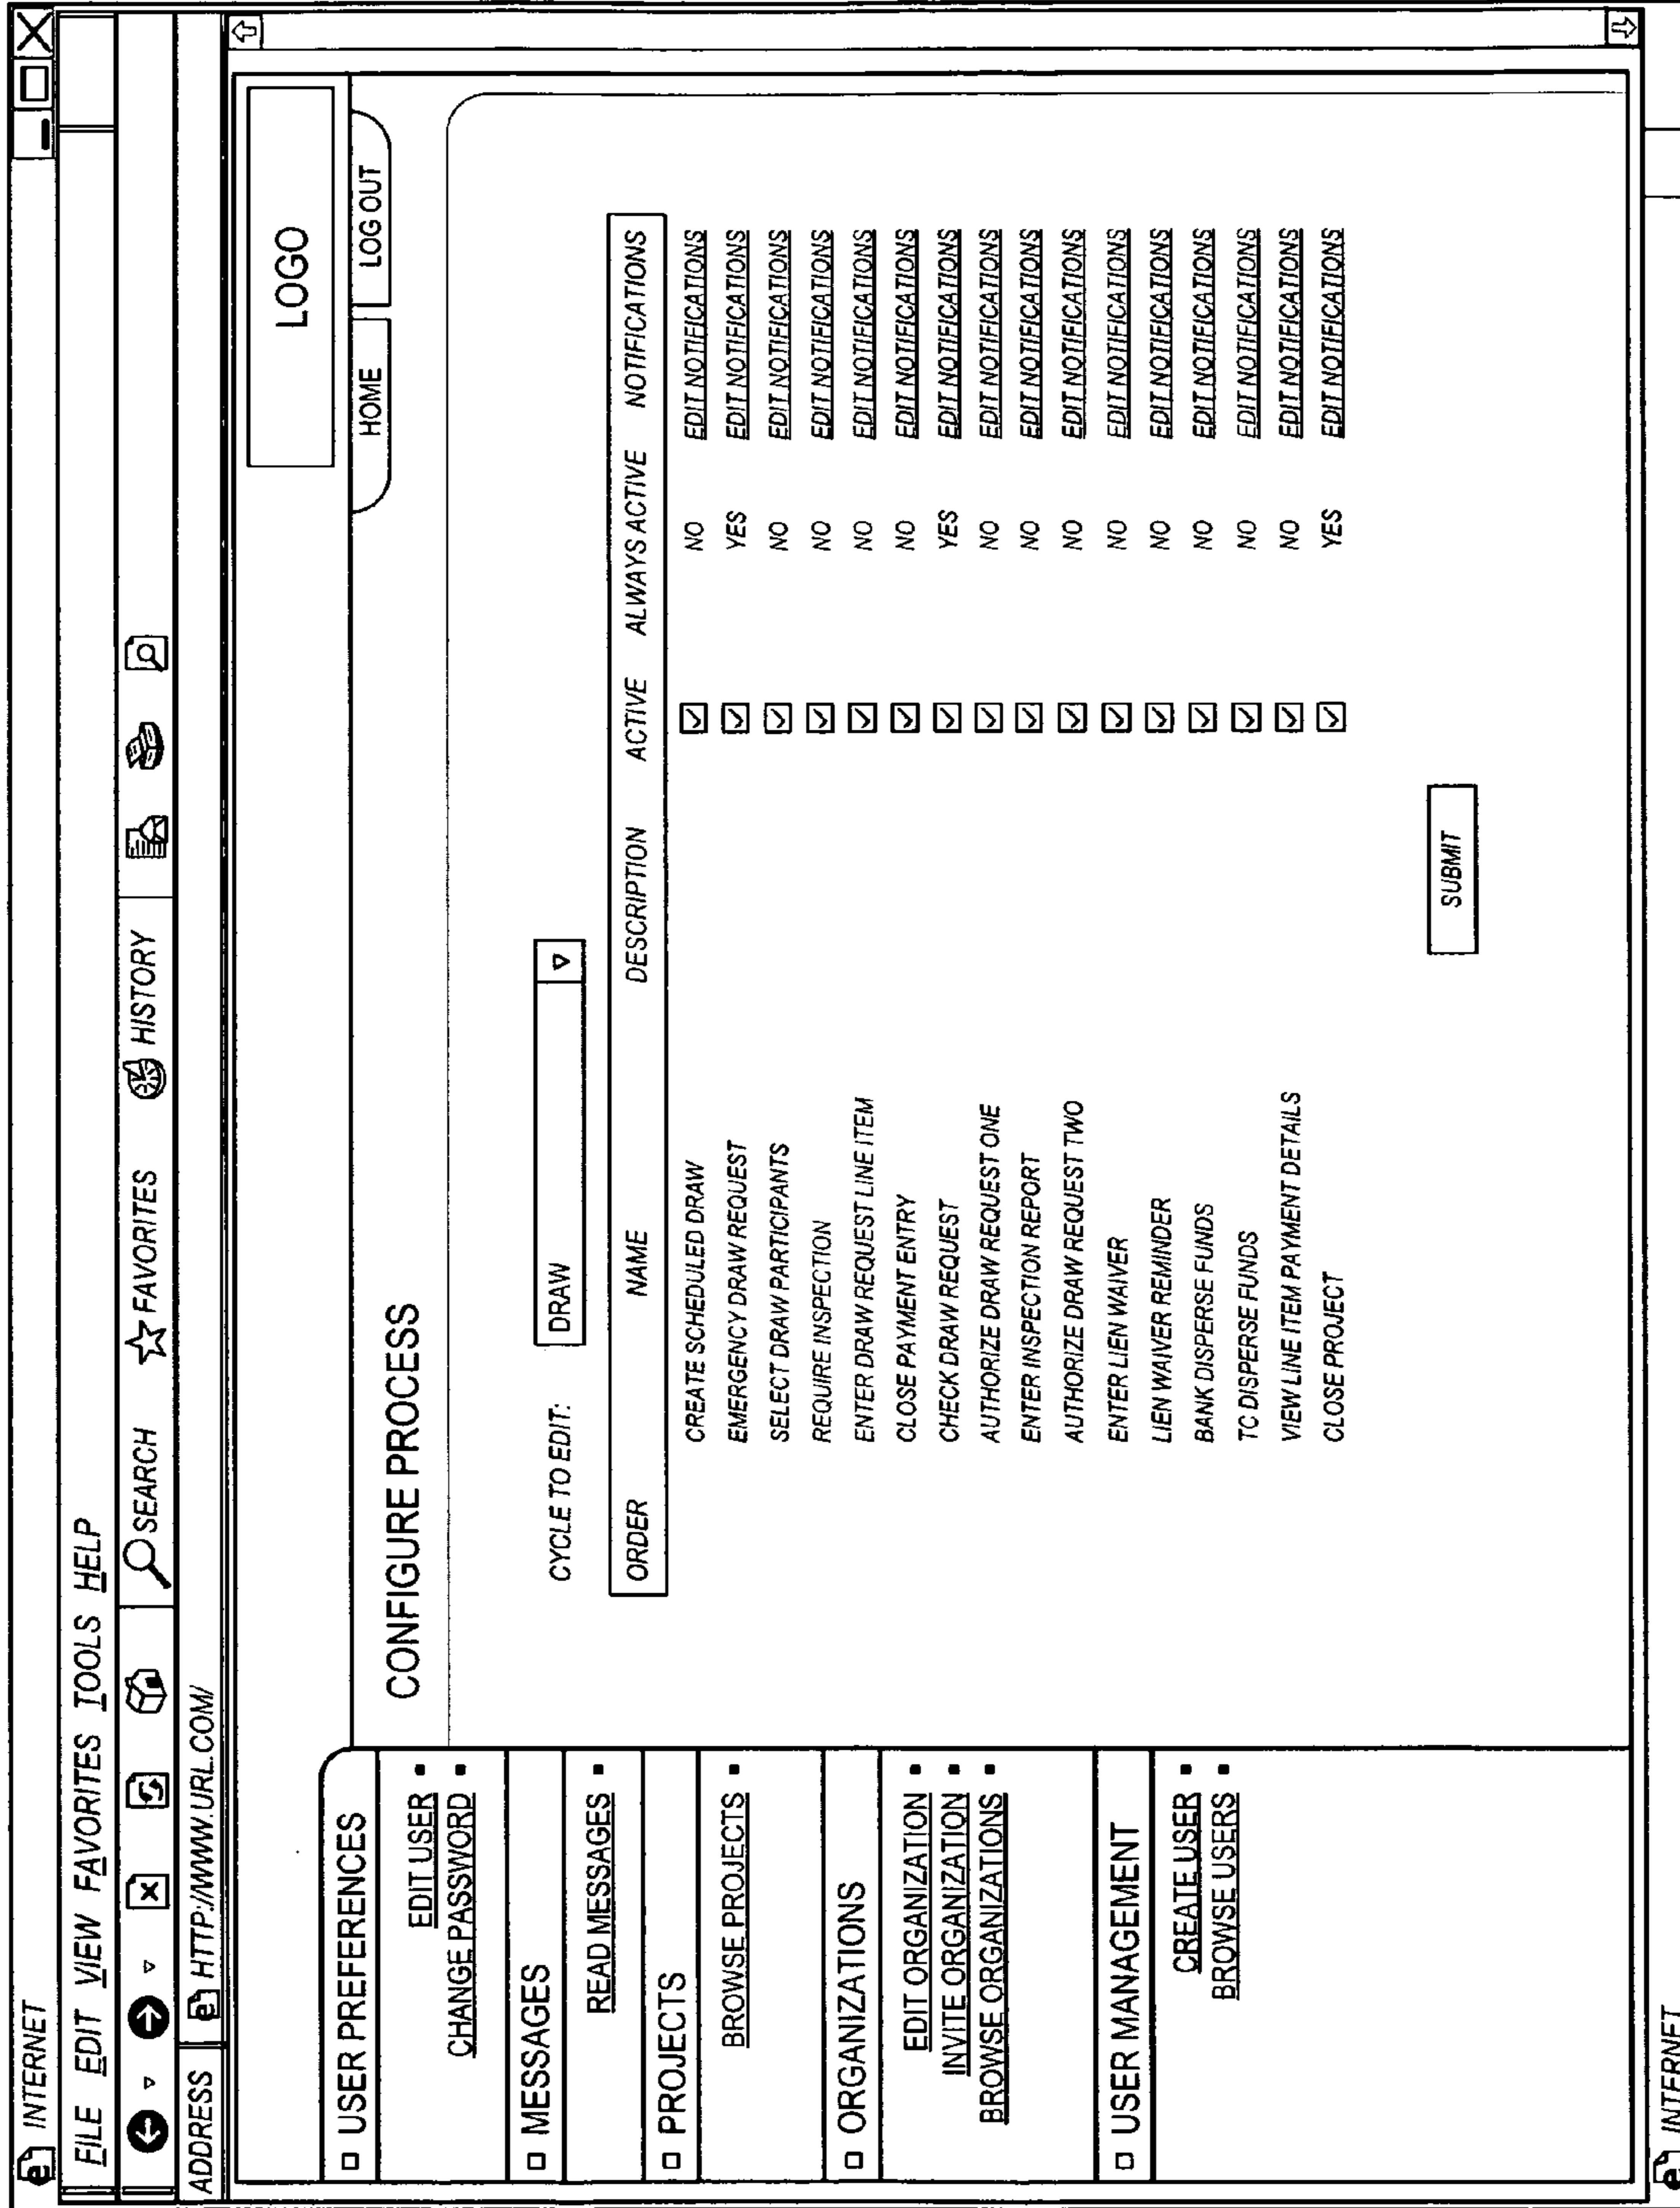 INTERNET
FILE EDIT VIEW FAVORITES TOOLS HELP
SEARCH FAVORITES HISTORY
ADDRESS HTTP://WWW.URL.COM/
LOGO
HOME LOG OUT
USER PREFERENCES
EDIT USER
CHANGE PASSWORD
MESSAGES
READ MESSAGES
PROJECTS
BROWSE PROJECTS
ORGANIZATIONS
EDIT ORGANIZATION
INVITE ORGANIZATION
BROWSE ORGANIZATIONS
USER MANAGEMENT
CREATE USER
BROWSE USERS
CONFIGURE PROCESS
CYCLE TO EDIT: DRAW
ORDER NAME DESCRIPTION ACTIVE ALWAYS ACTIVE NOTIFICATIONS
CREATE SCHEDULED DRAW NO EDIT NOTIFICATIONS
EMERGENCY DRAW REQUEST YES EDIT NOTIFICATIONS
SELECT DRAW PARTICIPANTS NO EDIT NOTIFICATIONS
REQUIRE INSPECTION NO EDIT NOTIFICATIONS
ENTER DRAW REQUEST LINE ITEM NO EDIT NOTIFICATIONS
CLOSE PAYMENT ENTRY NO EDIT NOTIFICATIONS
CHECK DRAW REQUEST YES EDIT NOTIFICATIONS
AUTHORIZE DRAW REQUEST ONE NO EDIT NOTIFICATIONS
ENTER INSPECTION REPORT NO EDIT NOTIFICATIONS
AUTHORIZE DRAW REQUEST TWO NO EDIT NOTIFICATIONS
ENTER LIEN WAIVER NO EDIT NOTIFICATIONS
LIEN WAIVER REMINDER NO EDIT NOTIFICATIONS
BANK DISPERSE FUNDS NO EDIT NOTIFICATIONS
TC DISPERSE FUNDS NO EDIT NOTIFICATIONS
VIEW LINE ITEM PAYMENT DETAILS NO EDIT NOTIFICATIONS
CLOSE PROJECT YES EDIT NOTIFICATIONS
SUBMIT
INTERNET